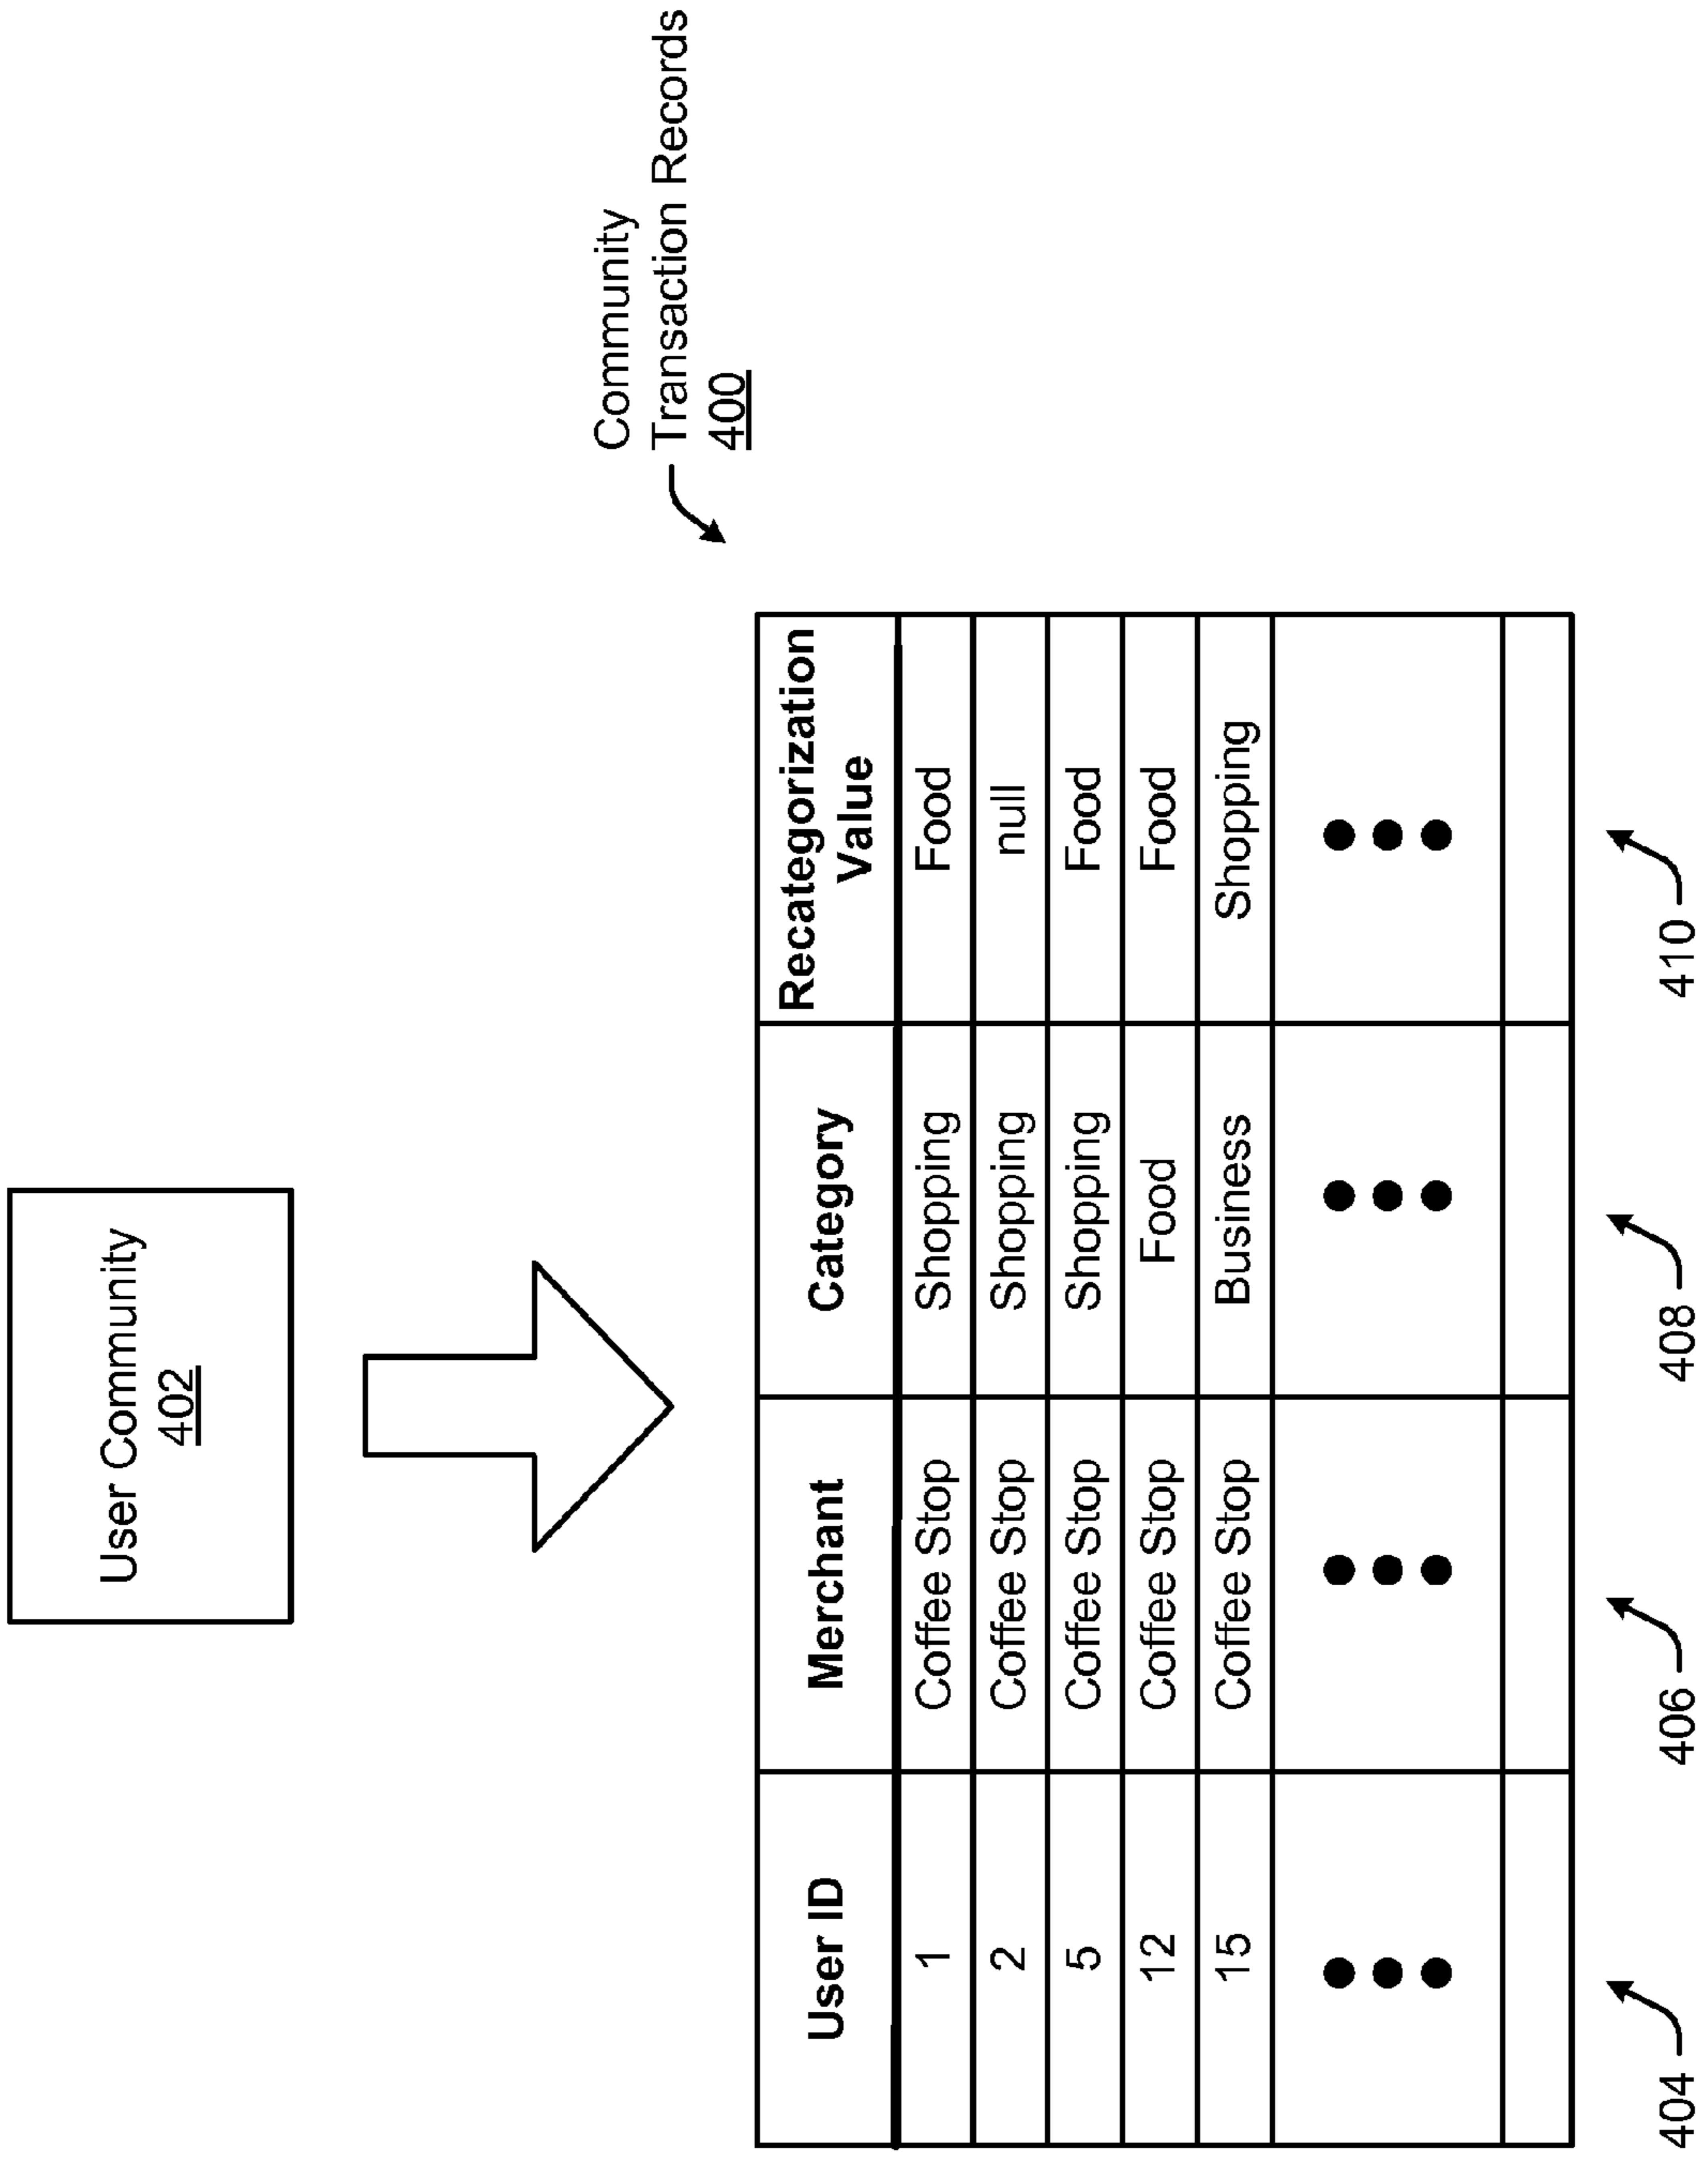 User Community
402
Community
Transaction Records
400
User ID Merchant Category Recategorization
Value
1 Coffee Stop Shopping Food
2 Coffee Stop Shopping null
5 Coffee Stop Shopping Food
12 Coffee Stop Food Food
15 Coffee Stop Business Shopping
404 406 408 410